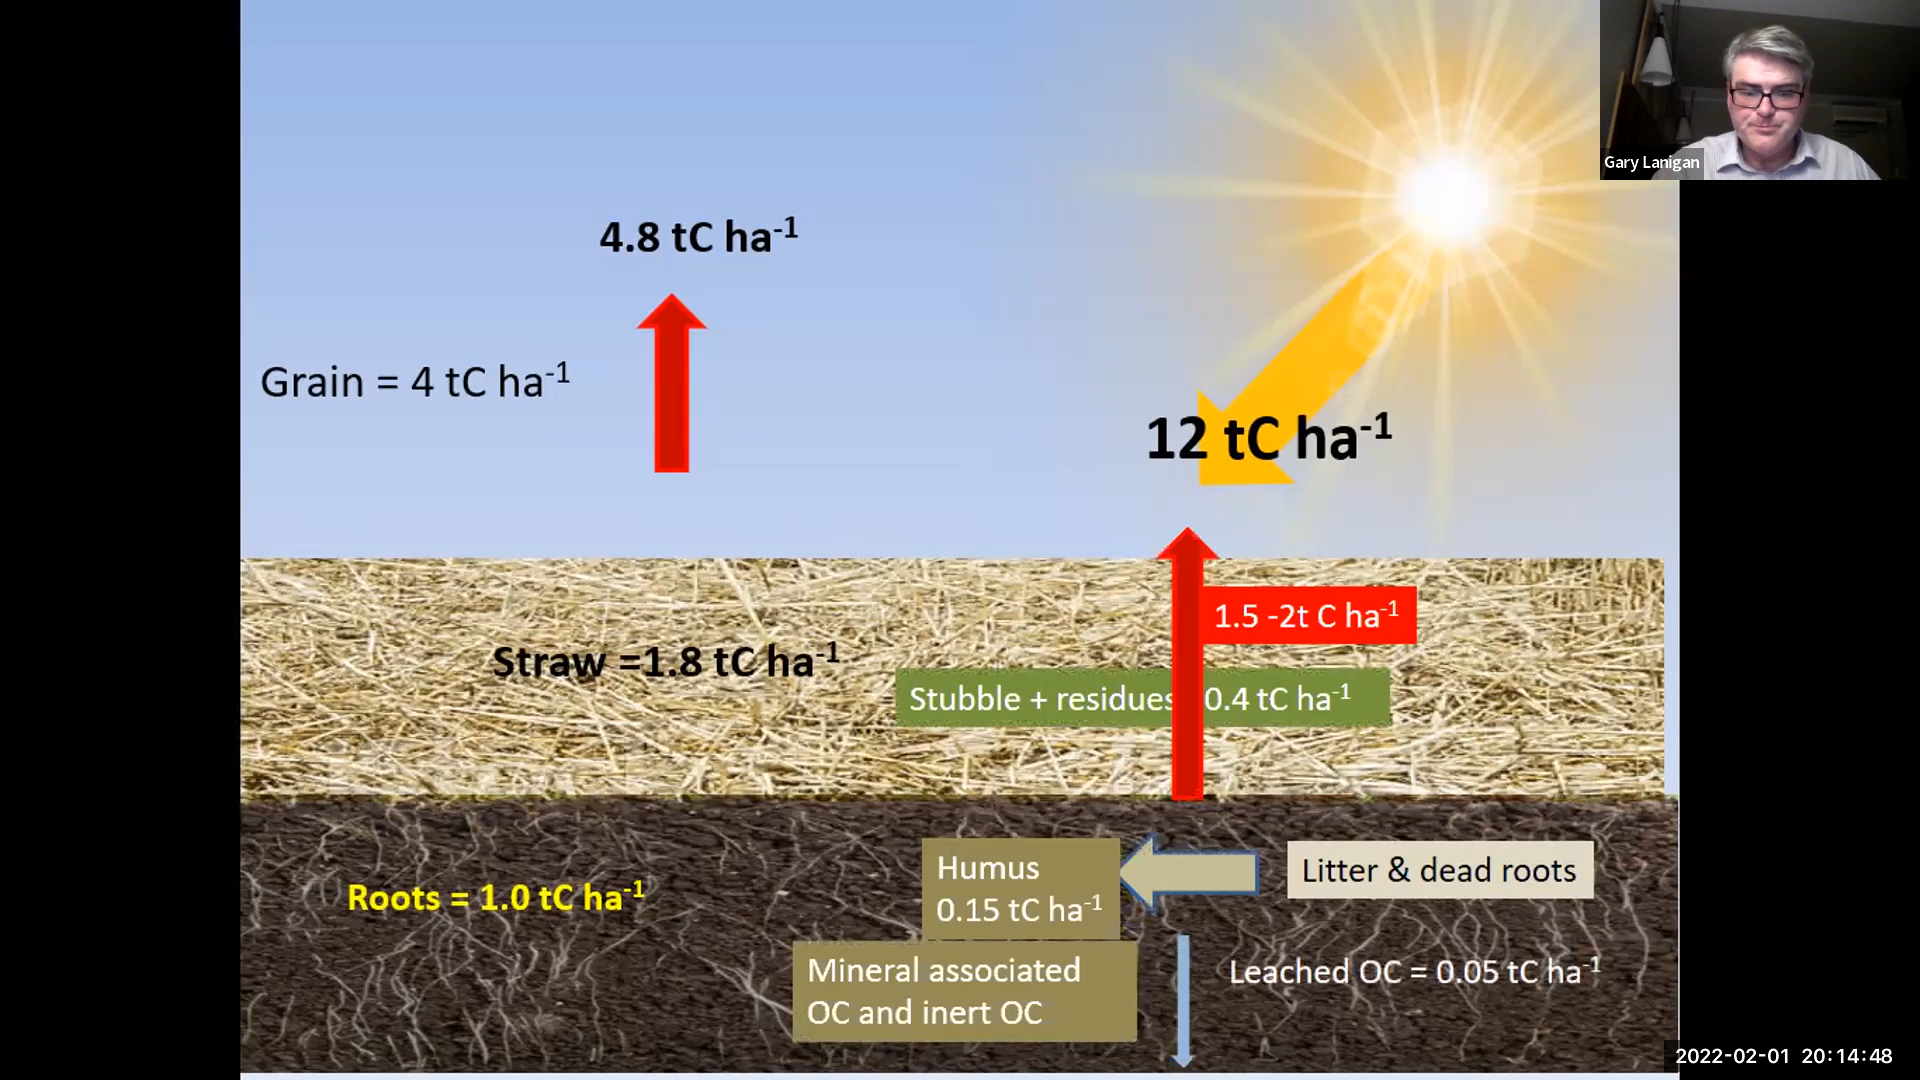 Gary Lanigan
4.8 tC ha-1
Grain = 4 tC ha-1
12 tC ha-1
1.5 -2t C ha-1
Straw =1.8 tC ha-1
Stubble + residues 0.4 tC ha-1
Humus
0.15 tC ha-1
Litter & dead roots
Roots = 1.0 tC ha-1
Mineral associated
OC and inert OC
Leached OC = 0.05 tC ha-1
2022-02-01 20:14:48